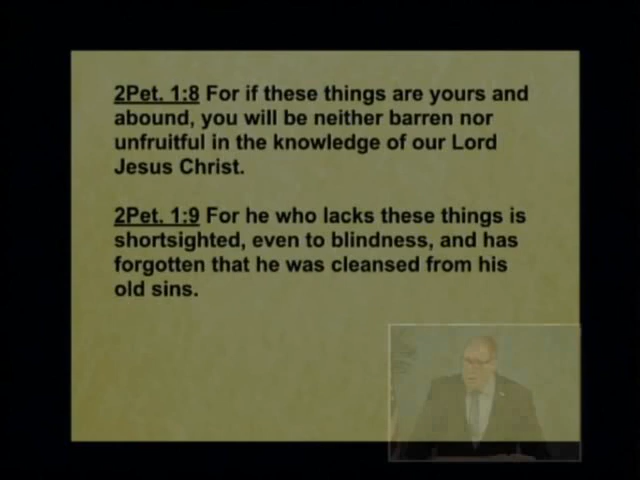 2Pet. 1:8 For if these things are yours and
abound, you will be neither barren nor
unfruitful in the knowledge of our Lord
Jesus Christ.
2Pet. 1:9 For he who lacks these things is
shortsighted, even to blindness, and has
forgotten that he was cleansed from his
old sins.